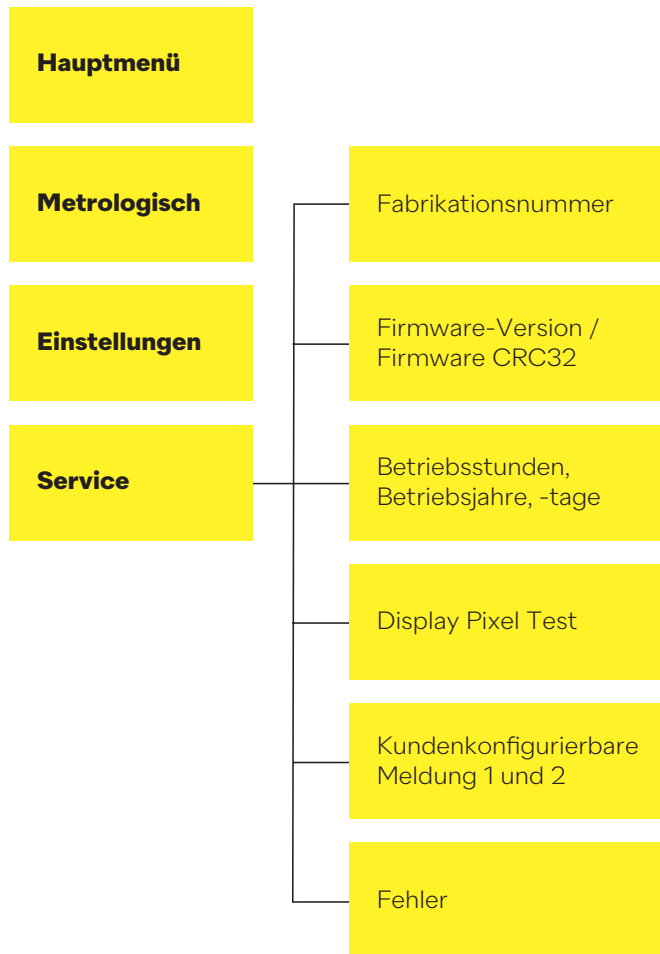 Hauptmenü
Metrologisch
Einstellungen
Service
Fabrikationsnummer
Firmware-Version /
Firmware CRC32
Betriebsstunden,
Betriebsjahre, -tage
Display Pixel Test
Kundenkonfigurierbare
Meldung 1 und 2
Fehler